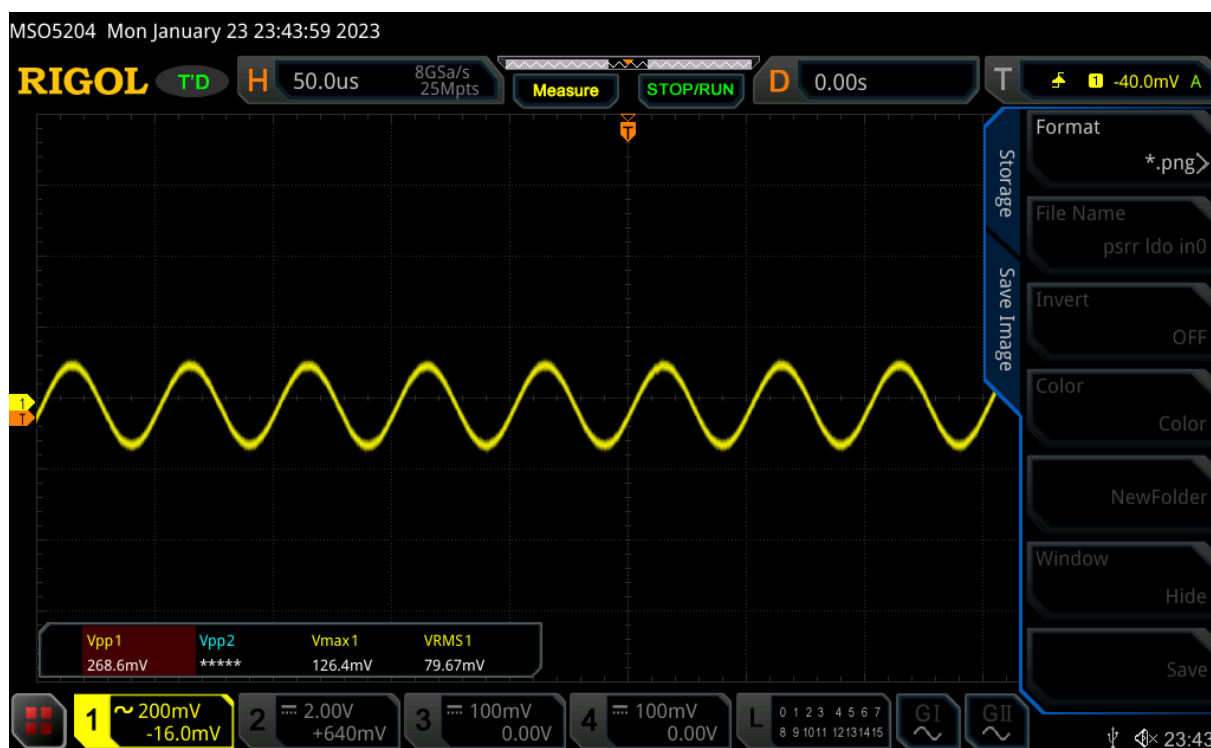 MSO5204 Mon January 23 23:43:59 2023
RIGOL T'D H 50.0us 8GSa/s 25Mpts Measure STOP/RUN D 0.00s T 1 -40.0mV A
T
Storage
Save Image
Format
*.png
File Name
psrr ldo in0
Invert
OFF
Color
Color
NewFolder
Window
Hide
Save
1
T
Vpp1 Vpp2 Vmax1 VRMS1
268.6mV ***** 126.4mV 79.67mV
1 200mV -16.0mV
2 2.00V +640mV
3 100mV 0.00V
4 100mV 0.00V
L 0 1 2 3 4 5 6 7
8 9 10 11 12 13 14 15
GI
GII
23:43